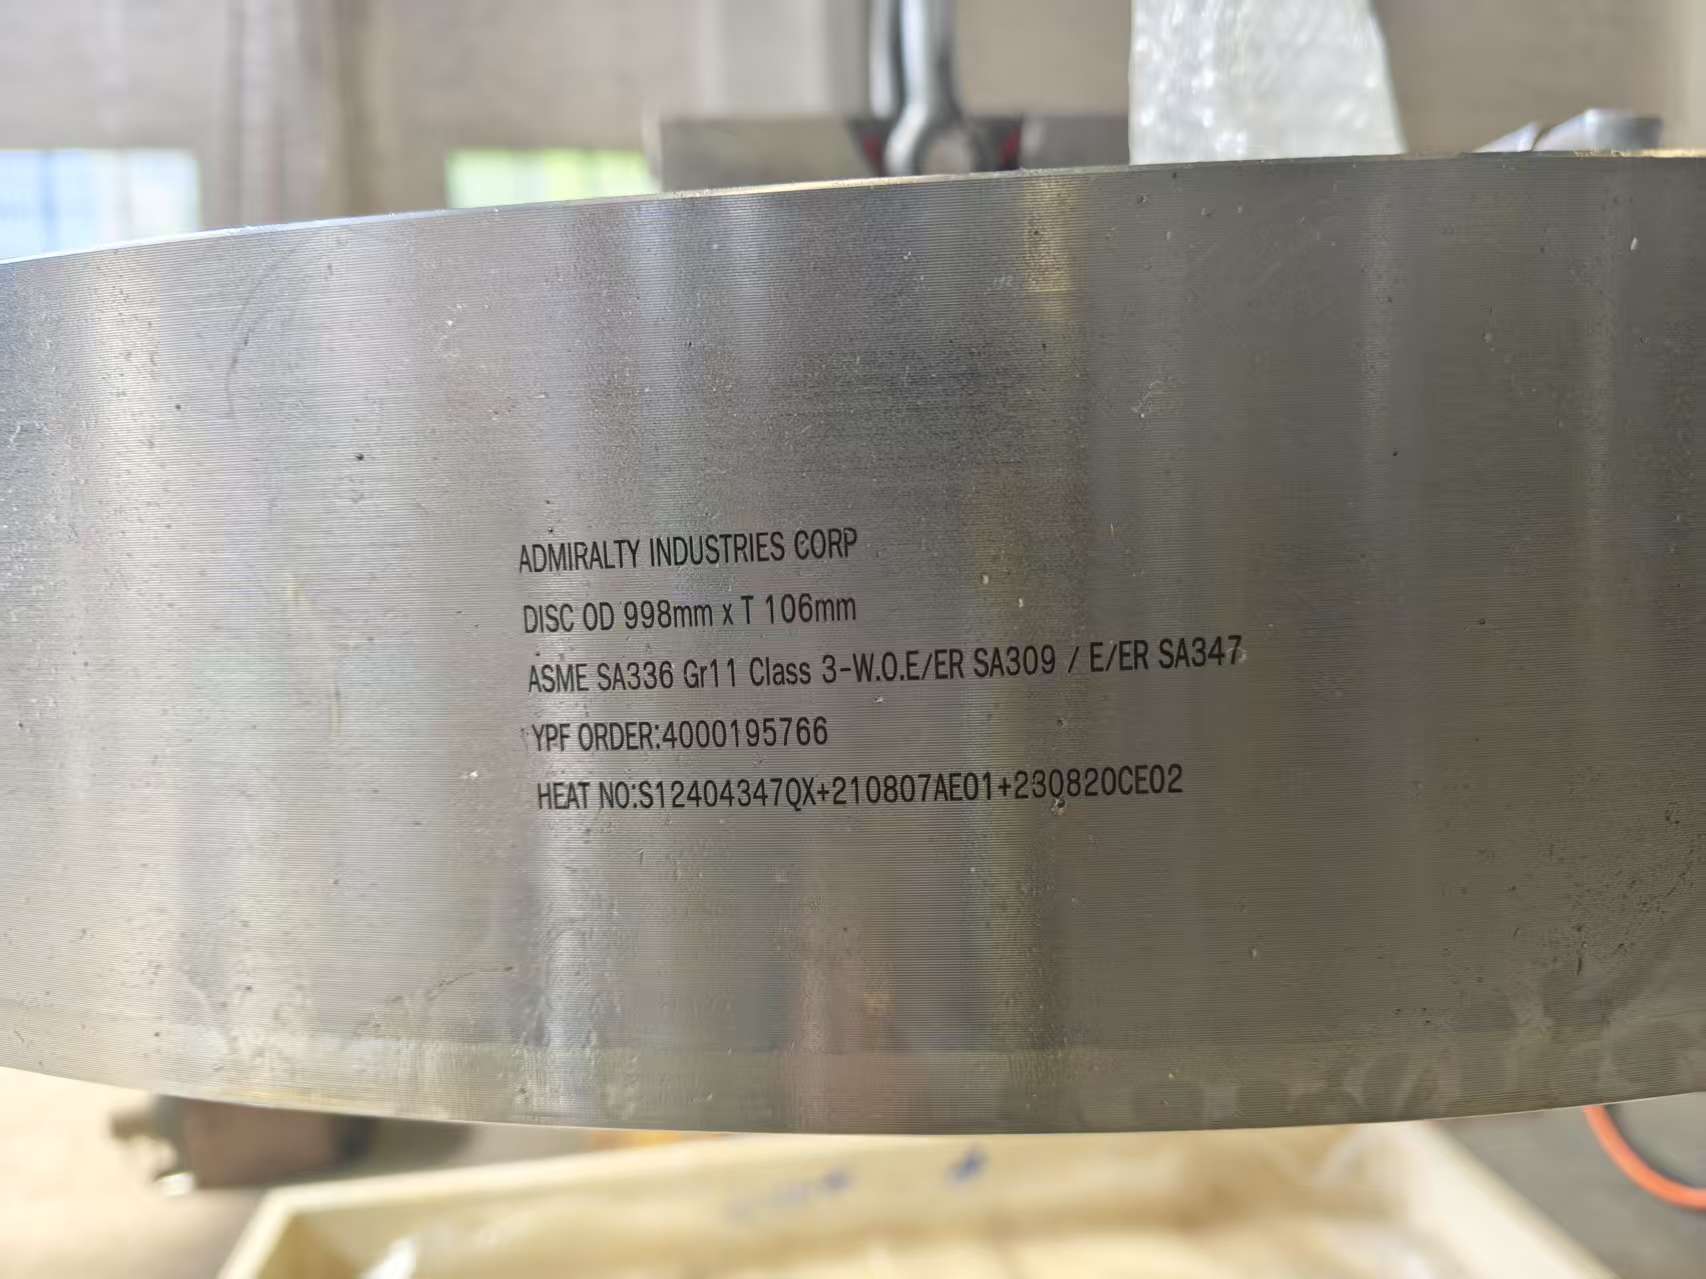 ADMIRALTY INDUSTRIES CORP
DISC OD 998mm x T 106mm
ASME SA336 Gr11 Class 3-W.O.E/ER SA309 / E/ER SA347
YPF ORDER:4000195766
HEAT NO:S12404347QX+210807AE01+230820CE02